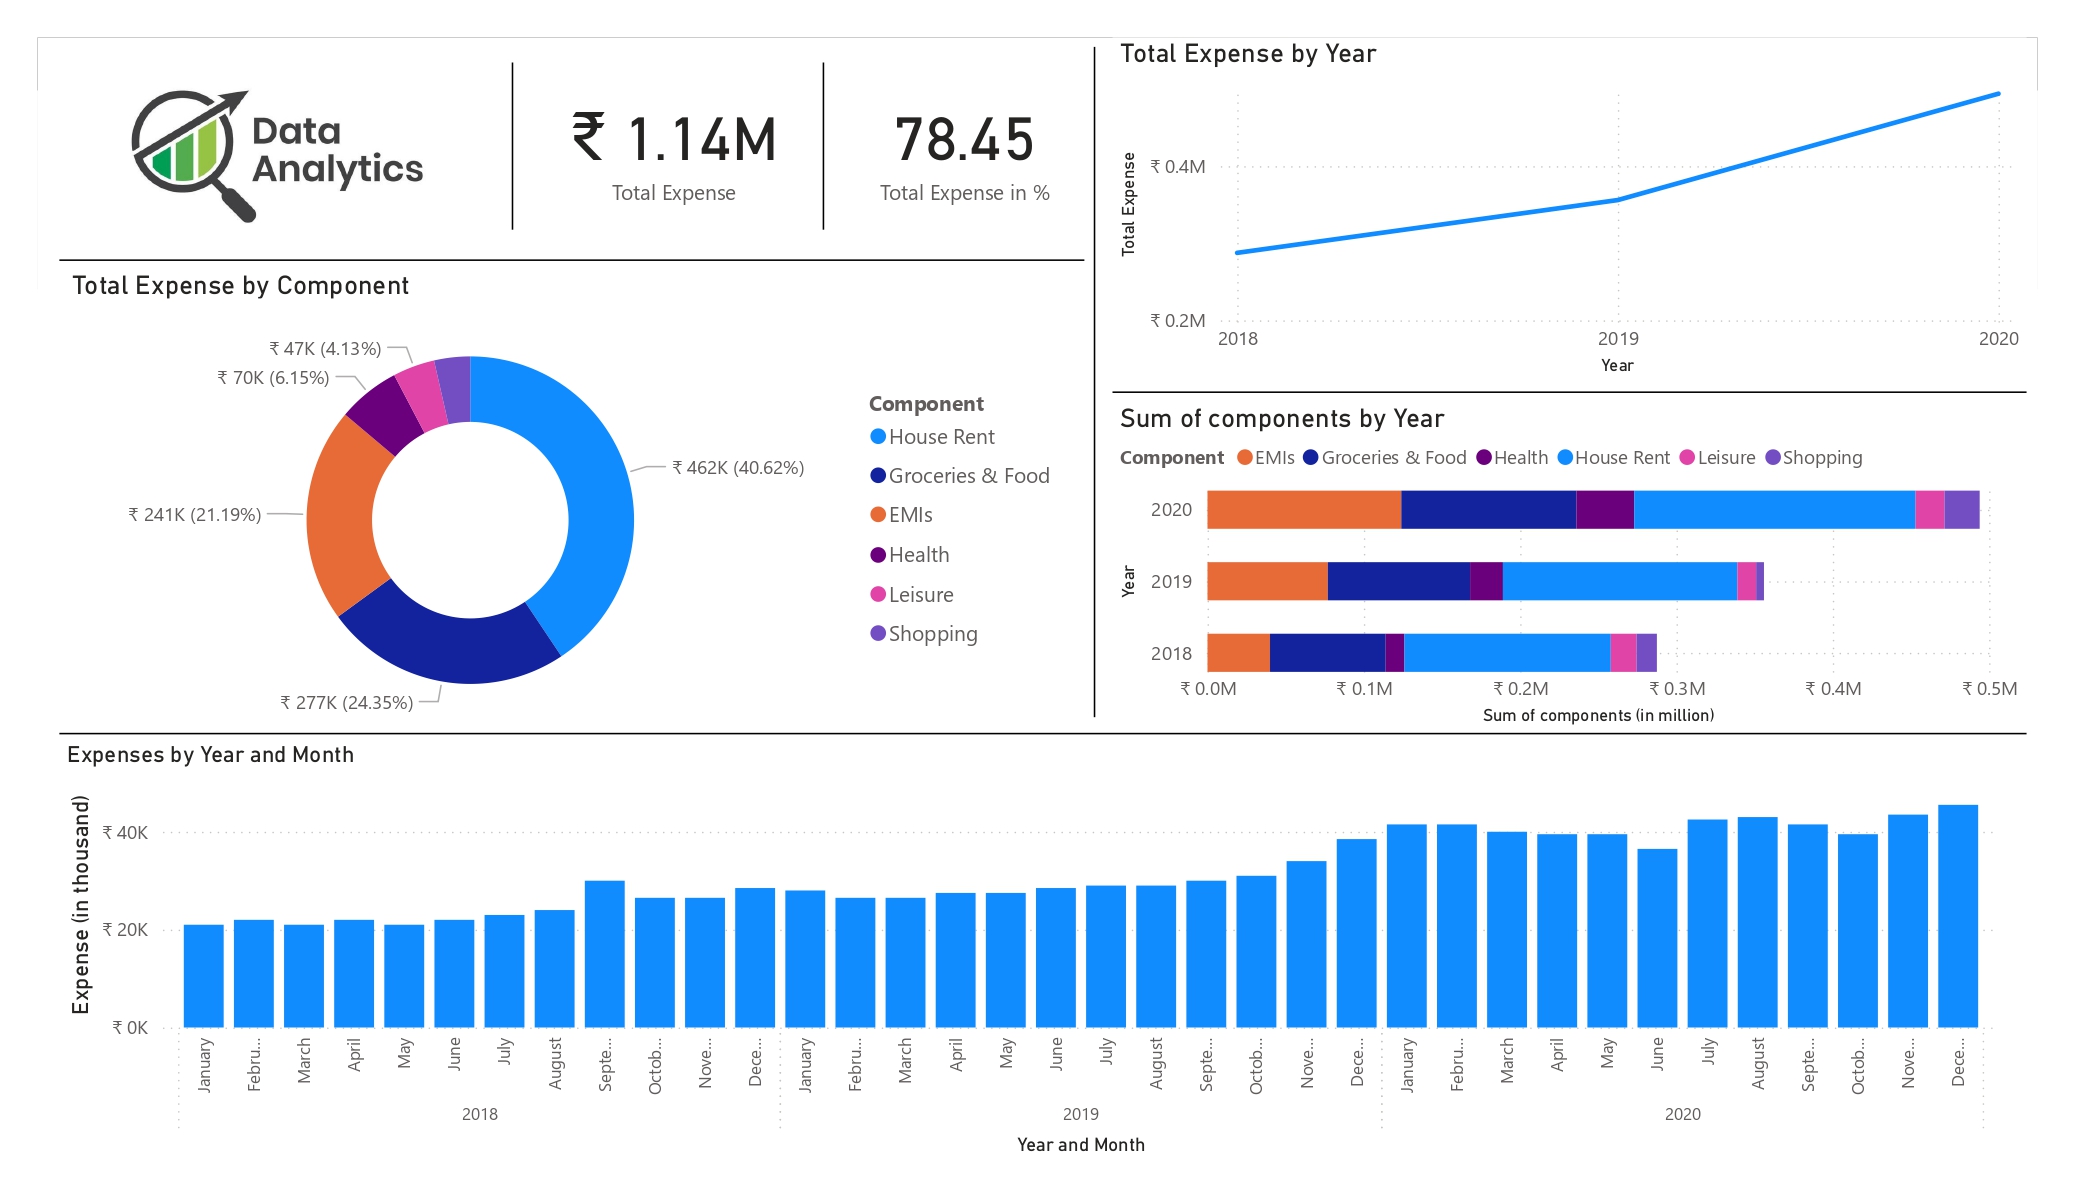 Data
Analytics
₹ 1.14M
Total Expense
78.45
Total Expense in %
Total Expense by Component
₹ 47K (4.13%)
₹ 70K (6.15%)
₹ 462K (40.62%)
₹ 241K (21.19%)
₹ 277K (24.35%)
Component
House Rent
Groceries & Food
EMIs
Health
Leisure
Shopping
Total Expense by Year
Total Expense
₹ 0.4M
₹ 0.2M
2018 2019 2020
Year
Sum of components by Year
Component EMIs Groceries & Food Health House Rent Leisure Shopping
Year
2020
2019
2018
₹ 0.0M ₹ 0.1M ₹ 0.2M ₹ 0.3M ₹ 0.4M ₹ 0.5M
Sum of components (in million)
Expenses by Year and Month
Expense (in thousand)
₹ 40K
₹ 20K
₹ 0K
January Febru... March April May June July August Septe... Octob... Nove... Dece... January Febru... March April May June July August Septe... Octob... Nove... Dece... January Febru... March April May June July August Septe... Octob... Nove... Dece...
2018 2019 2020
Year and Month